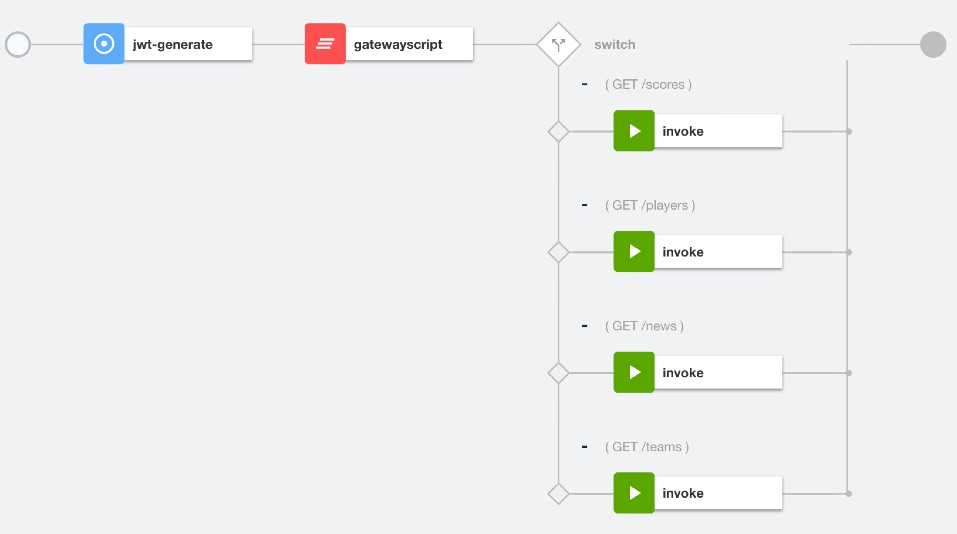 jwt-generate
gatewayscript
switch
- ( GET /scores )
invoke
- ( GET /players )
invoke
- ( GET /news )
invoke
- ( GET /teams )
invoke